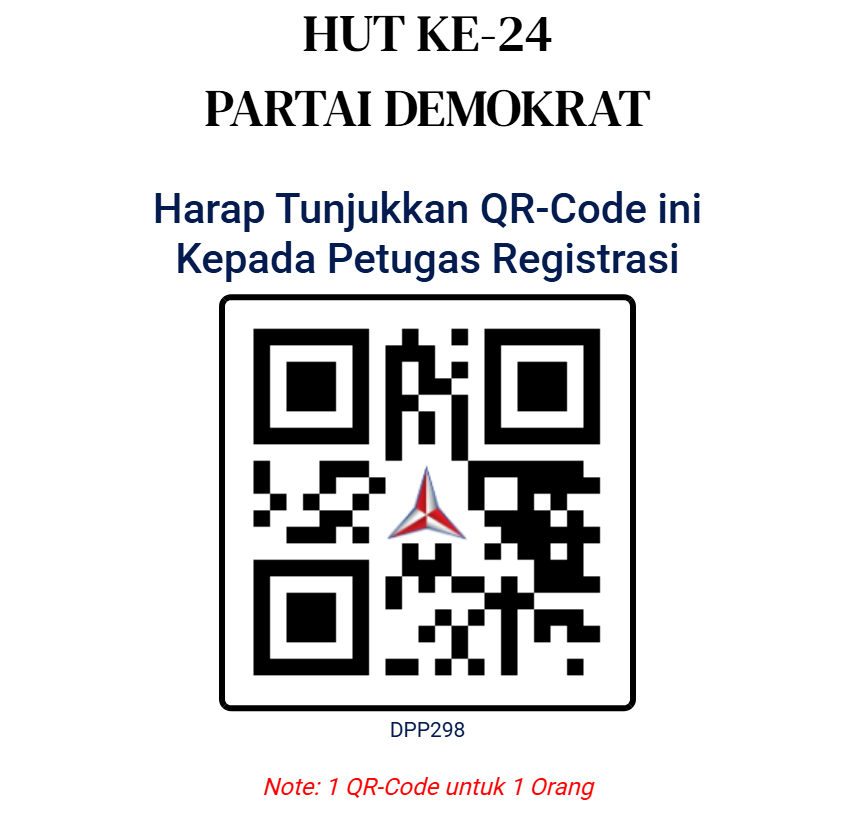 HUT KE-24
PARTAI DEMOKRAT
Harap Tunjukkan QR-Code ini
Kepada Petugas Registrasi
DPP298
Note: 1 QR-Code untuk 1 Orang